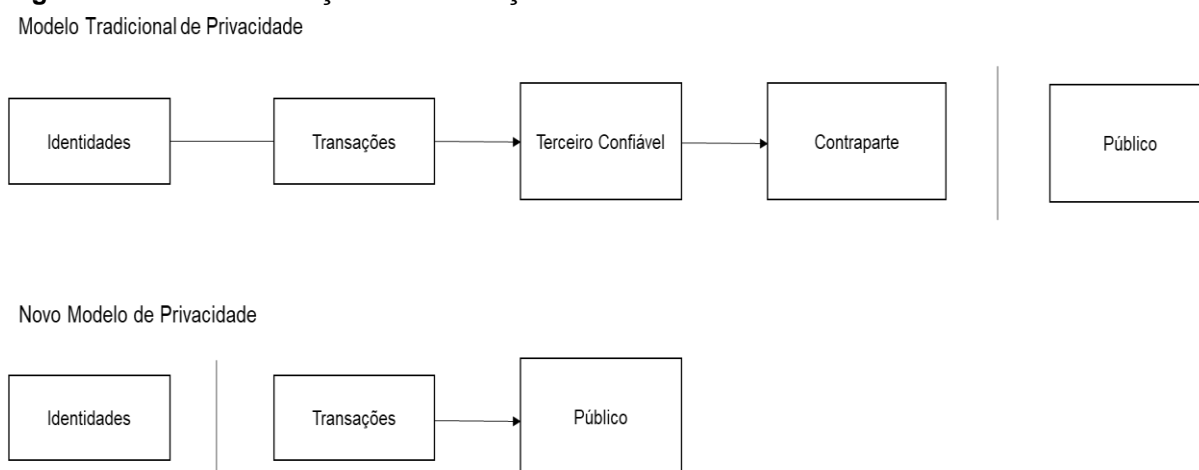 Modelo Tradicional de Privacidade
Identidades
Transações
Terceiro Confiável
Contraparte
Público
Novo Modelo de Privacidade
Identidades
Transações
Público